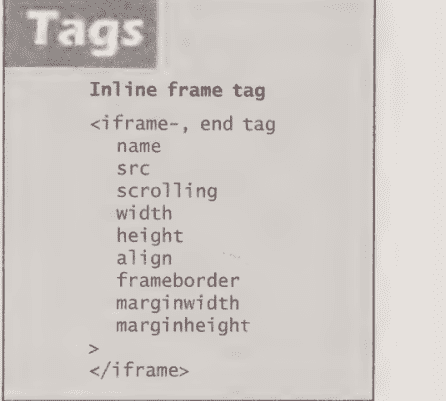 Tags
Inline frame tag
<iframe-, end tag
name
src
scrolling
width
height
align
frameborder
marginwidth
marginheight
>
</iframe>